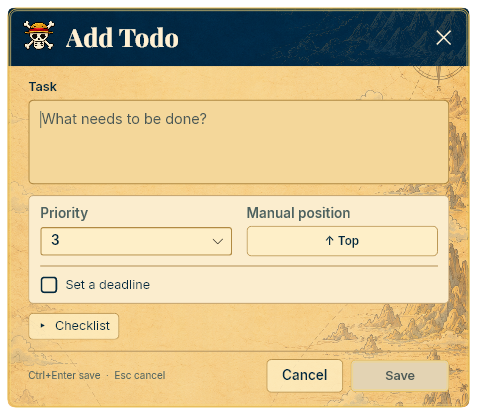 Add Todo
Task
What needs to be done?
Priority
Manual position
3
↑ Top
Set a deadline
Checklist
Ctrl+Enter save · Esc cancel
Cancel
Save